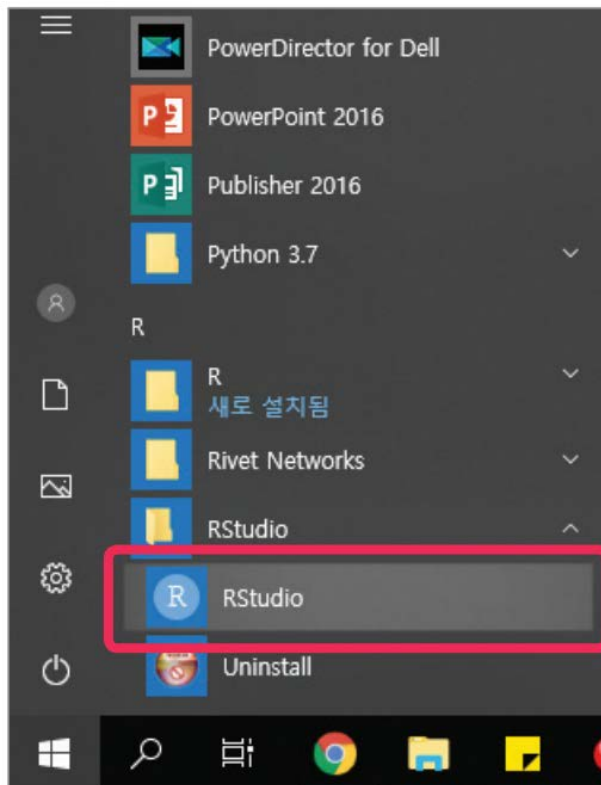 PowerDirector for Dell
PowerPoint 2016
Publisher 2016
Python 3.7
R
R
새로 설치됨
Rivet Networks
RStudio
R
RStudio
Uninstall